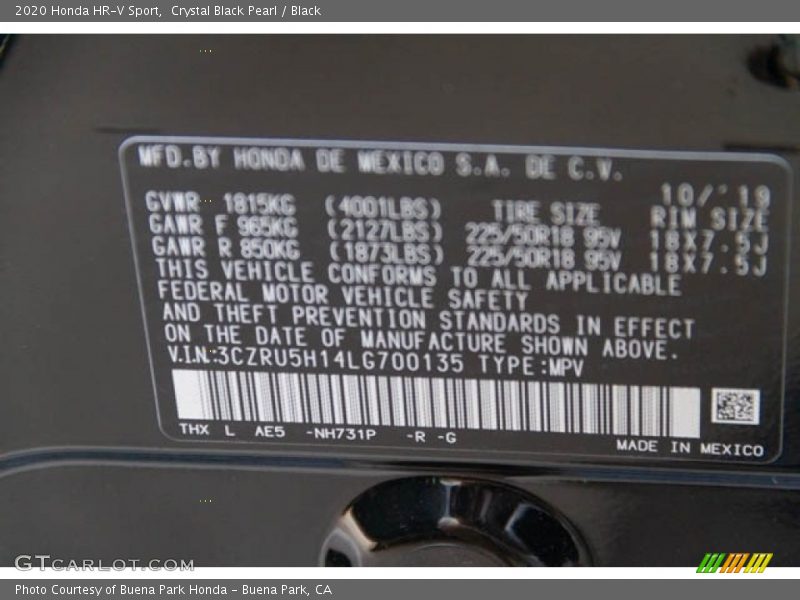 2020 Honda HR-V Sport,  Crystal Black Pearl / Black
MFD.BY HONDA DE MEXICO S.A. DE C.V.
10/'19
GVWR 1815KG (4001LBS) TIRE SIZE RIM SIZE
GAWR F 965KG (2127LBS) 225/50R18 95V 18X7.5J
GAWR R 850KG (1873LBS) 225/50R18 95V 18X7.5J
THIS VEHICLE CONFORMS TO ALL APPLICABLE
FEDERAL MOTOR VEHICLE SAFETY
AND THEFT PREVENTION STANDARDS IN EFFECT
ON THE DATE OF MANUFACTURE SHOWN ABOVE.
V.I.N.:3CZRU5H14LG700135 TYPE:MPV
THX L AE5 -NH731P -R -G
MADE IN MEXICO
GTCARLOT.COM
Photo Courtesy of Buena Park Honda - Buena Park, CA